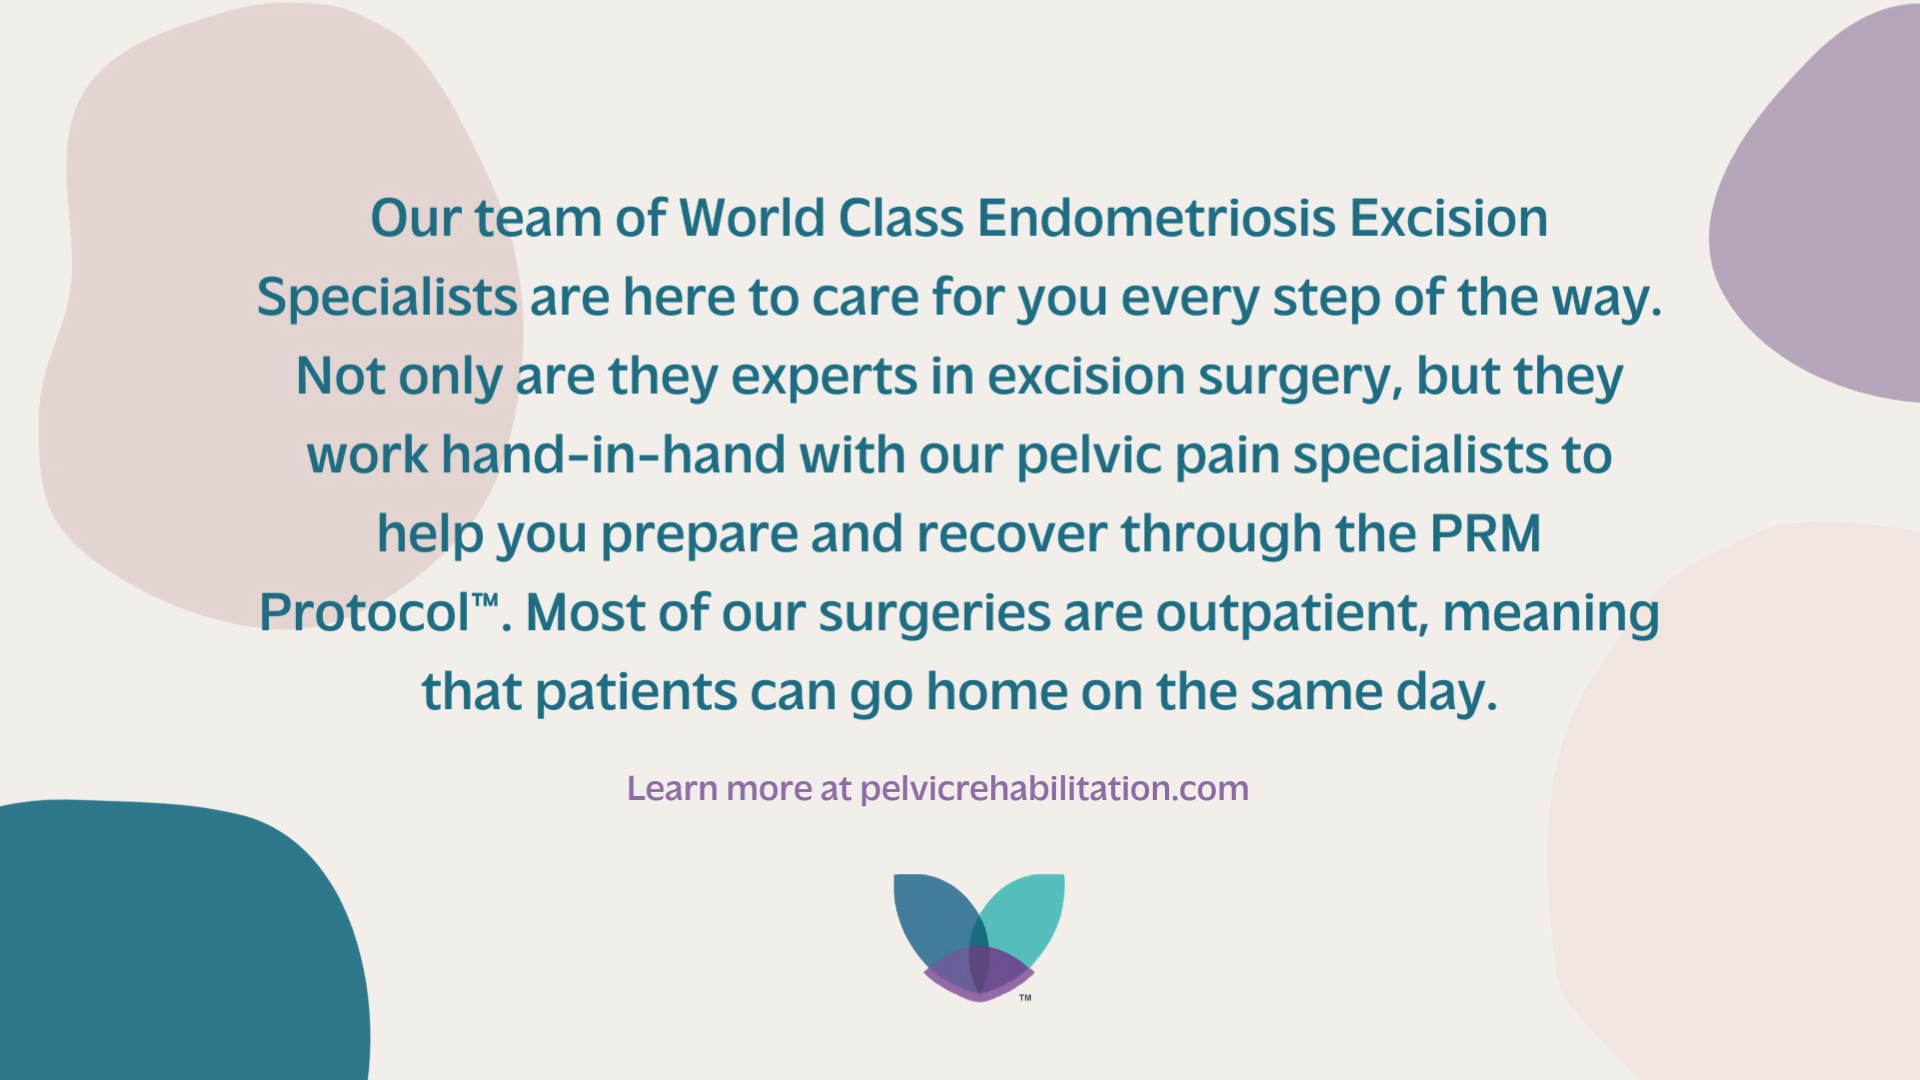 Our team of World Class Endometriosis Excision
Specialists are here to care for you every step of the way.
Not only are they experts in excision surgery, but they
work hand-in-hand with our pelvic pain specialists to
help you prepare and recover through the PRM
Protocol™. Most of our surgeries are outpatient, meaning
that patients can go home on the same day.
Learn more at pelvicrehabilitation.com
TM